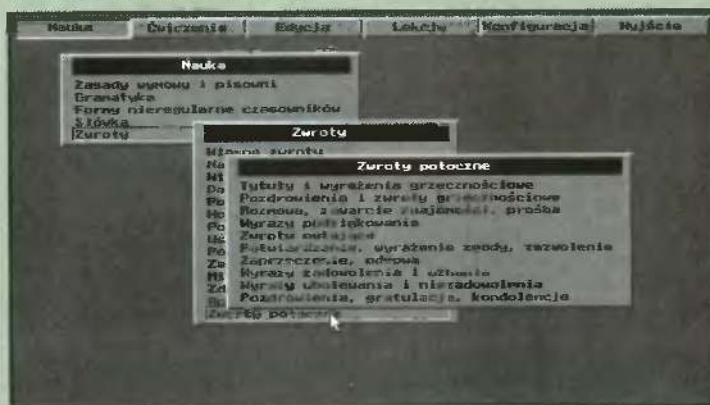 Nauka Ćwiczenia Edycja Lekcje Konfiguracja Wyjście
Nauka
Zasady wymowy i pisowni
Gramatyka
Formy nieregularne czasowników
Słówka
Zwroty
Zwroty
Własne zwroty
Zwroty potoczne
Tytuły i wyrażenia grzecznościowe
Pozdrowienia i zwroty grzecznościowe
Rozmowa, zawarcie znajomości, prośba
Wyrazy podziękowania
Zwroty pytające
Potwierdzenie, wyrażenie zgody, zezwolenie
Zaprzeczenie, odmowa
Wyrazy zadowolenia i uznania
Wyrazy ubolewania i niezadowolenia
Pozdrowienia, gratulacje, kondolencje
Zwroty potoczne